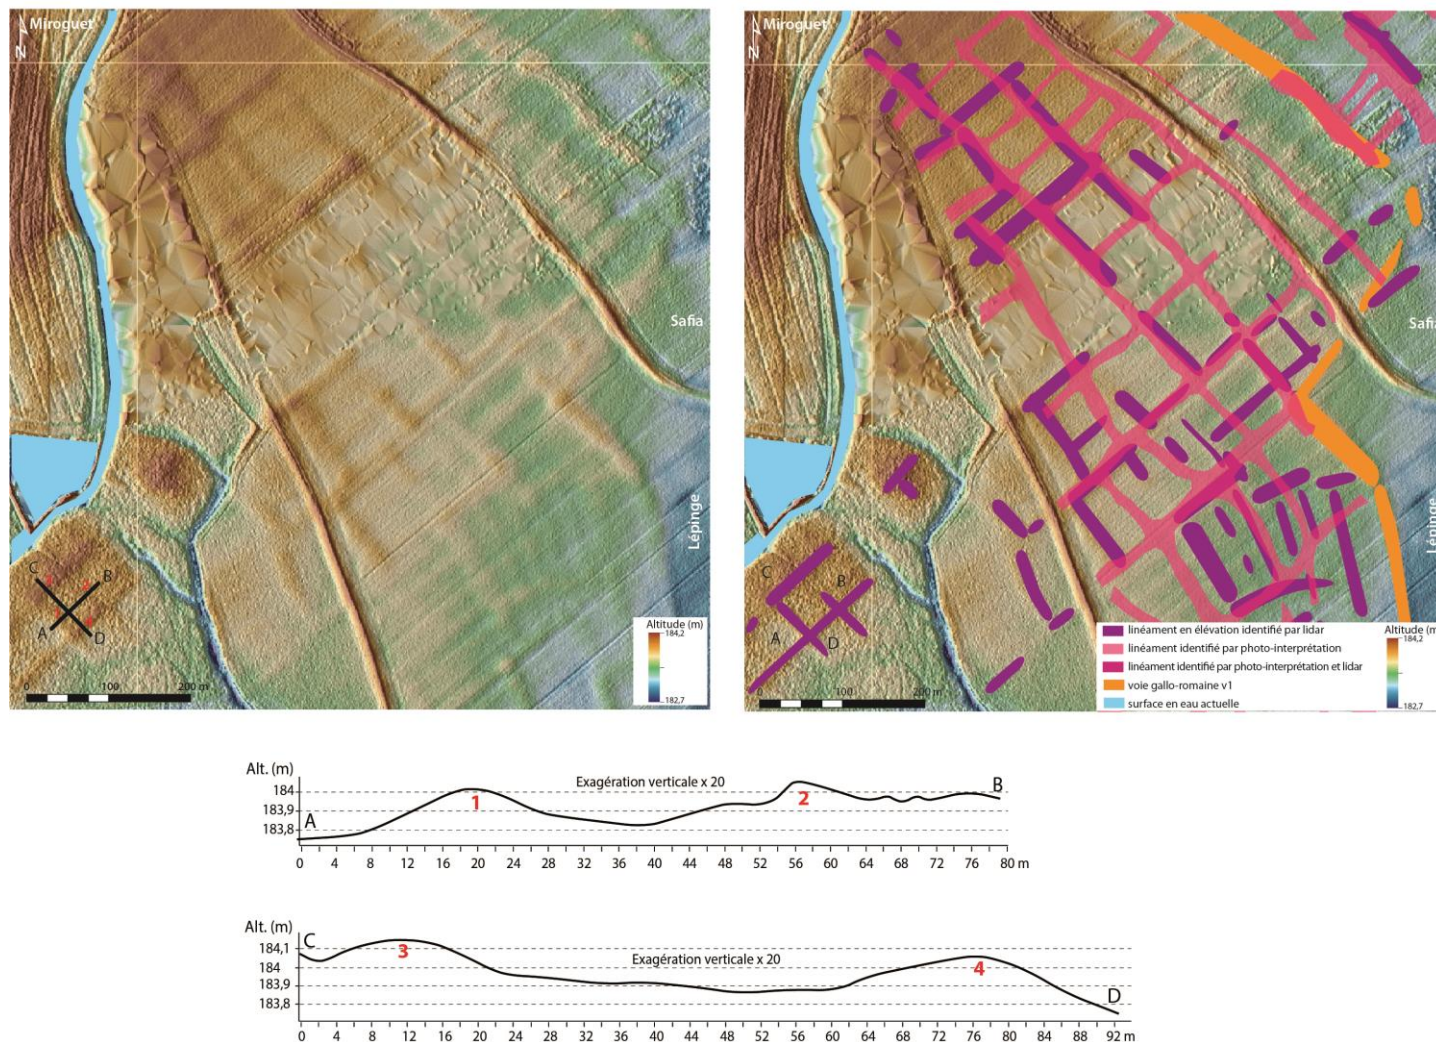 Miroguet
N
Safia
Lépinge
C
B
A
D
Altitude (m)
184,2
182,7
0
100
200 m
Miroguet
N
Safia
Lépinge
C
B
A
D
linéament en élévation identifié par lidar
linéament identifié par photo-interprétation
linéament identifié par photo-interprétation et lidar
voie gallo-romaine v1
surface en eau actuelle
Altitude (m)
184,2
182,7
0
100
200 m
Alt. (m)
Exagération verticale x 20
184
183,9
183,8
A
1
2
B
0 4 8 12 16 20 24 28 32 36 40 44 48 52 56 60 64 68 72 76 80 m
Alt. (m)
C
184,1
184
183,9
183,8
3
Exagération verticale x 20
4
D
0 4 8 12 16 20 24 28 32 36 40 44 48 52 56 60 64 68 72 76 80 84 88 92 m